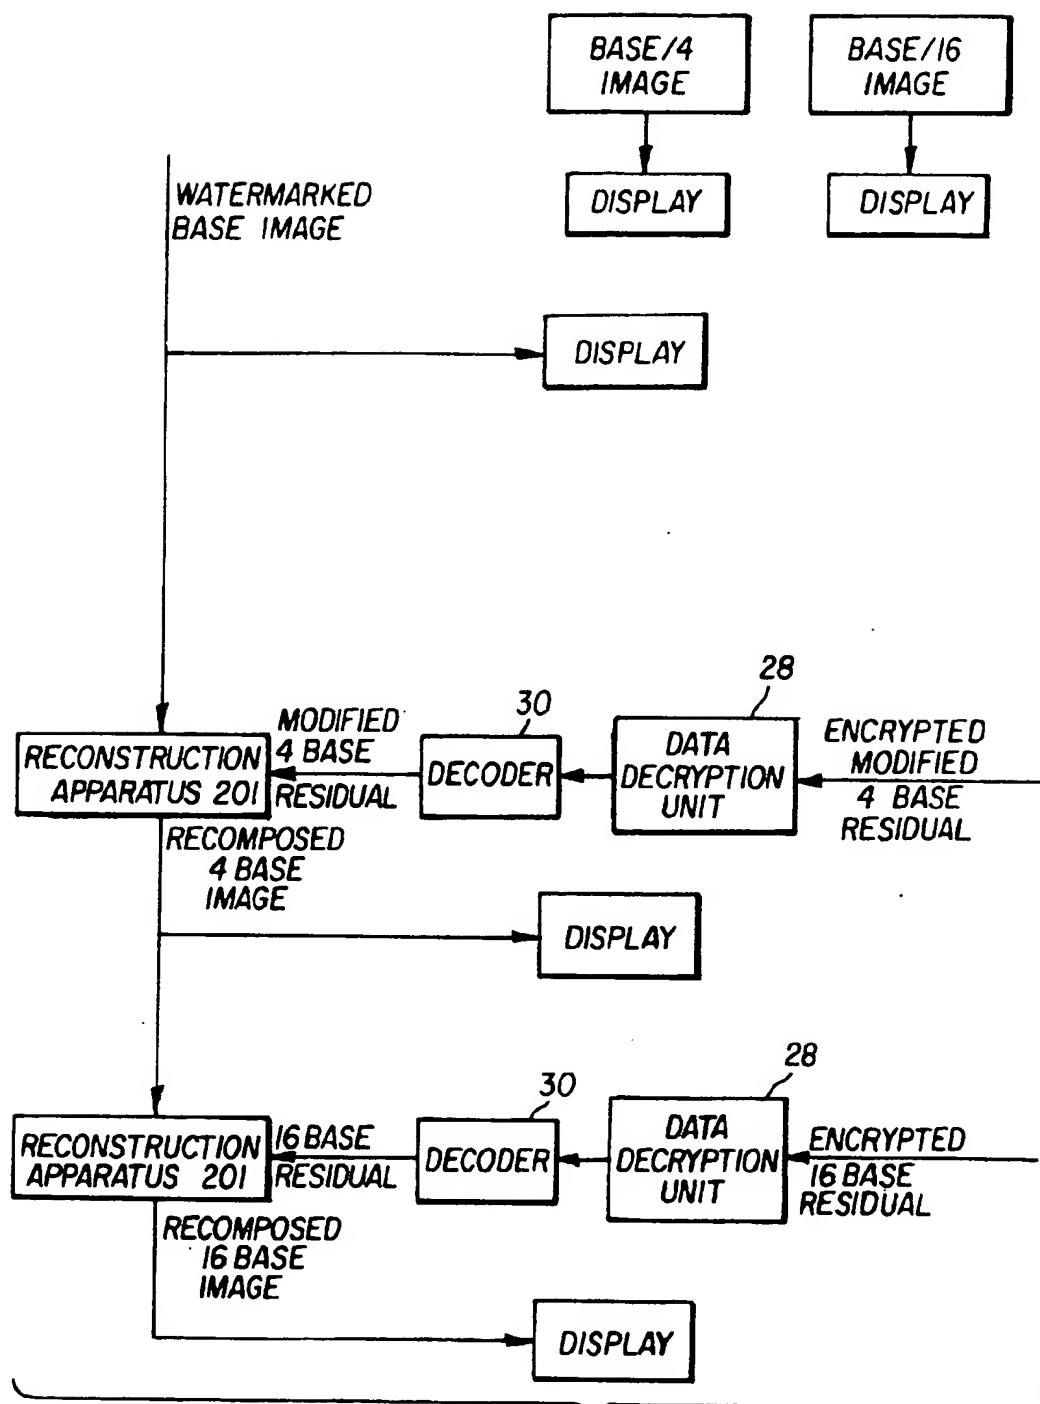 BASE/4
IMAGE
BASE/16
IMAGE
DISPLAY
DISPLAY
WATERMARKED
BASE IMAGE
DISPLAY
28
30
MODIFIED
4 BASE
RESIDUAL
ENCRYPTED
MODIFIED
4 BASE
RESIDUAL
RECONSTRUCTION
APPARATUS 201
DECODER
DATA
DECRYPTION
UNIT
RECOMPOSED
4 BASE
IMAGE
DISPLAY
28
30
RECONSTRUCTION
APPARATUS 201
16 BASE
RESIDUAL
DECODER
DATA
DECRYPTION
UNIT
ENCRYPTED
16 BASE
RESIDUAL
RECOMPOSED
16 BASE
IMAGE
DISPLAY